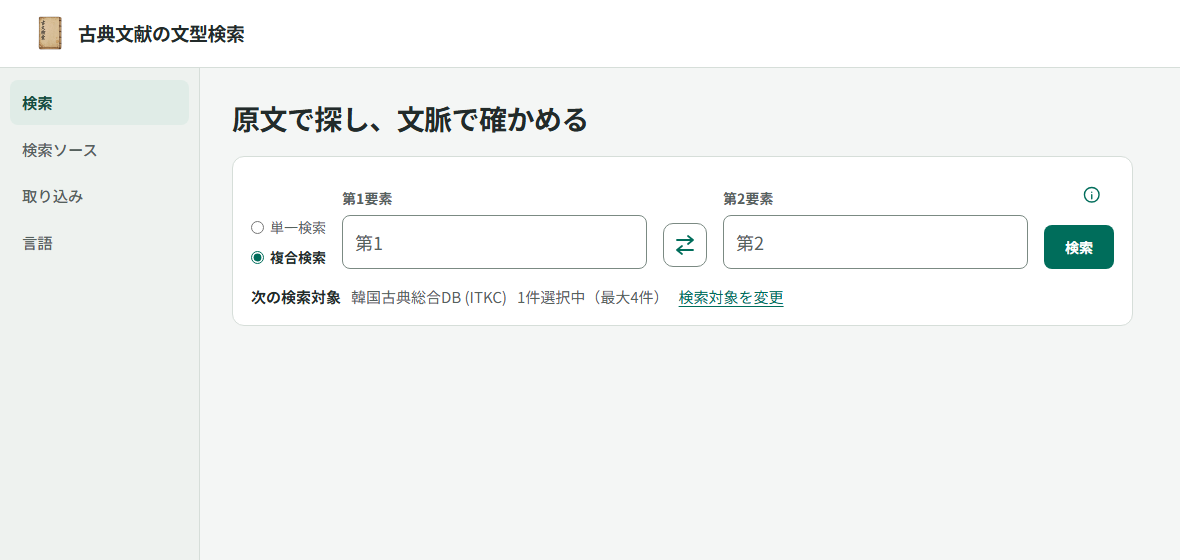 古典文献の文型検索
検索
検索ソース
取り込み
言語
原文で探し、文脈で確かめる
第1要素
第2要素
単一検索
複合検索
第1
第2
検索
次の検索対象 韓国古典総合DB (ITKC) 1件選択中（最大4件） 検索対象を変更